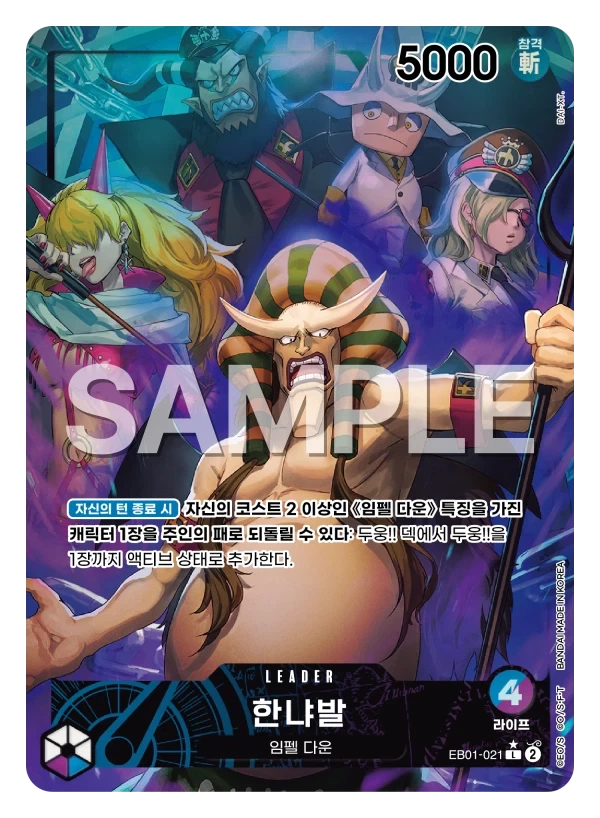 참격
5000 斬
DAI-XT.
SAMPLE
자신의 턴 종료 시 자신의 코스트 2 이상인 《임펠 다운》 특징을 가진
캐릭터 1장을 주인의 패로 되돌릴 수 있다: 두웅!! 덱에서 두웅!!을
1장까지 액티브 상태로 추가한다.
BANDAI MADE IN KOREA
©EO/S ©O/S·F·T
LEADER
한냐발
임펠 다운
4
라이프
EB01-021 L 2